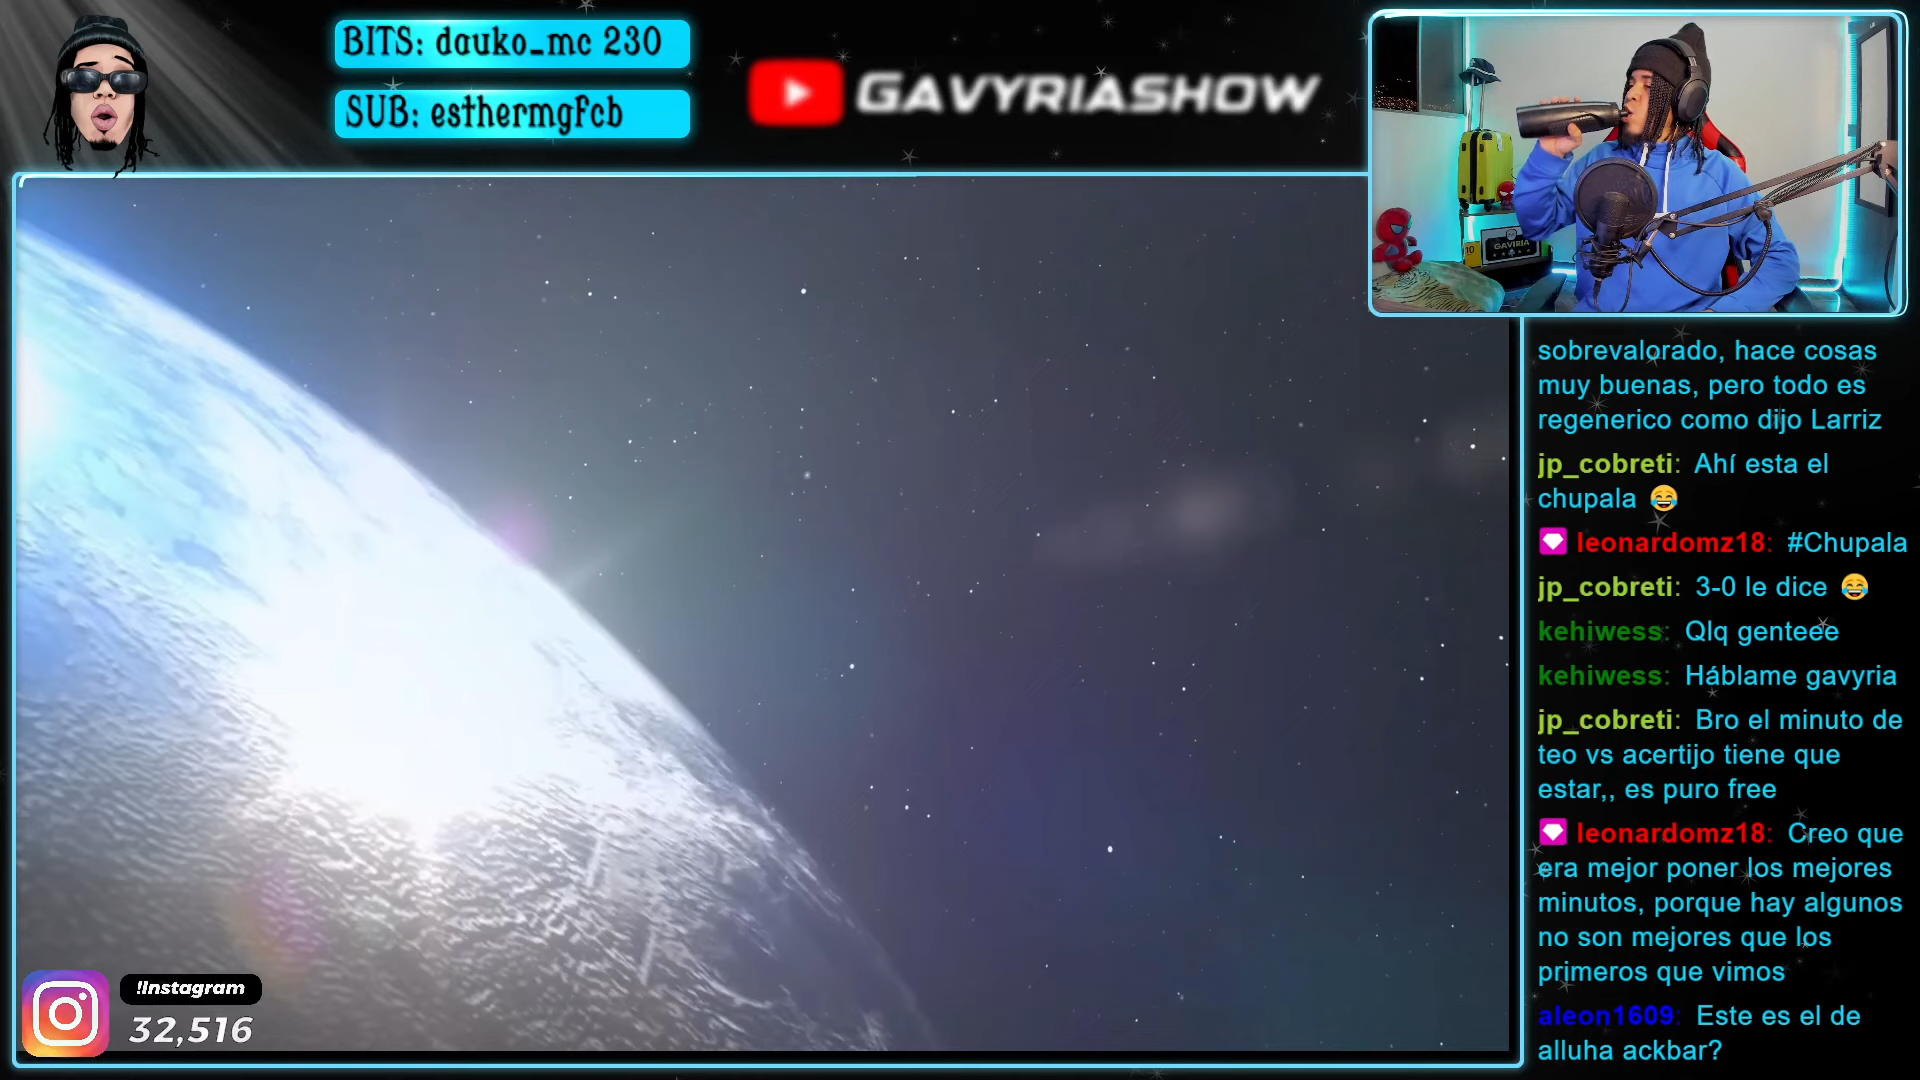 BITS: dauko_mc 230
SUB: esthermgfcb
GAVYRIASHOW
GAVIRIA
10
sobrevalorado, hace cosas
muy buenas, pero todo es
regenerico como dijo Larriz
jp_cobreti: Ahí esta el
chupala 😂
leonardomz18: #Chupala
jp_cobreti: 3-0 le dice 😂
kehiwess: Qlq genteee
kehiwess: Háblame gavyria
jp_cobreti: Bro el minuto de
teo vs acertijo tiene que
estar,, es puro free
leonardomz18: Creo que
era mejor poner los mejores
minutos, porque hay algunos
no son mejores que los
primeros que vimos
aleon1609: Este es el de
alluha ackbar?
!Instagram
32,516